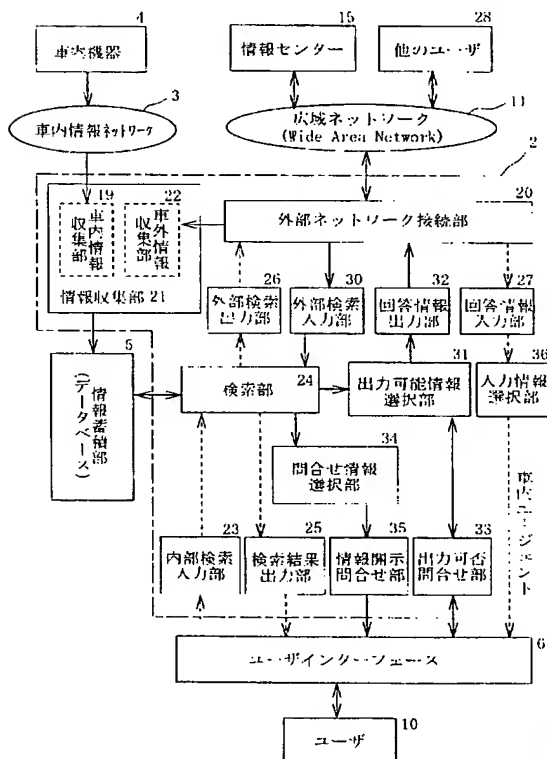 4
15
28
車内機器
情報センター
他のユーザ
3
11
車内情報ネットワーク
広域ネットワーク
(Wide Area Network)
2
19
22
20
車内情報
収集部
車外情報
収集部
外部ネットワーク接続部
情報収集部 21
26
30
32
27
外部検索
出力部
外部検索
入力部
回答情報
出力部
回答情報
入力部
5
24
31
36
情報蓄積部
(データベース)
検索部
出力可能情報
選択部
入力情報
選択部
34
問合せ情報
選択部
車内エージェント
23
25
35
33
内部検索
入力部
検索結果
出力部
情報開示
問合せ部
出力可否
問合せ部
6
ユーザインターフェース
10
ユーザ